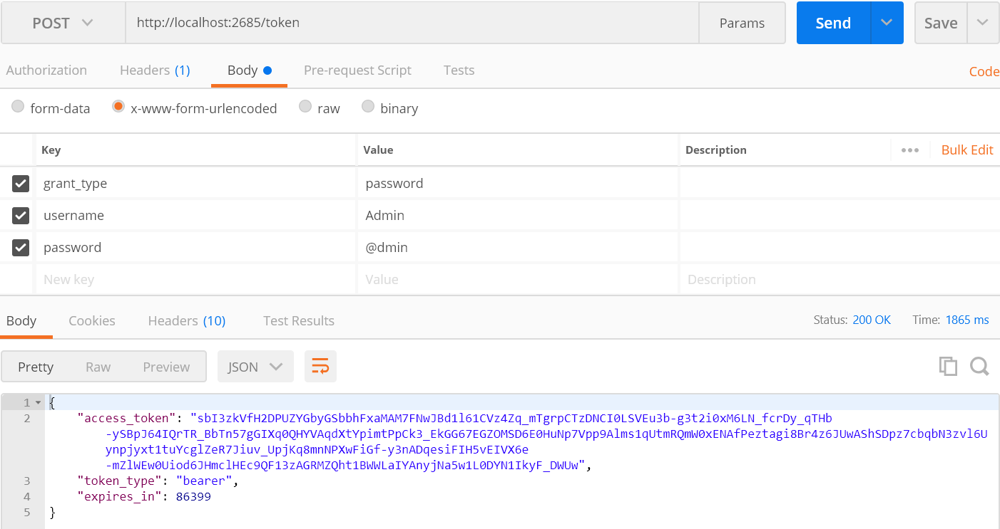 POST http://localhost:2685/token Params Send Save
Authorization Headers (1) Body Pre-request Script Tests Code
form-data x-www-form-urlencoded raw binary
Key Value Description ••• Bulk Edit
grant_type password
username Admin
password @dmin
New key Value Description
Body Cookies Headers (10) Test Results Status: 200 OK Time: 1865 ms
Pretty Raw Preview JSON
1 {
2 "access_token": "sbI3zkVfH2DPUZYGbyGSbbhFxaMAM7FNwJBd1l61CVz4Zq_mTgrpCTzDNCI0LSVEu3b-g3t2i0xM6LN_fcrDy_qTHb
-ySBpJ64IQrTR_BbTn57gGIXq0QHYVAqdXtYpimtPpCk3_EkGG67EGZOMSD6E0HuNp7Vpp9Alms1qUtmRQmW0xENAfPeztagi8Br4z6JUwAShSDpz7cbqbN3zvl6U
ynpjyxt1tuYcglZeR7Jiuv_UpjKq8mnNPXwFiGf-y3nADqesiFIH5vEIVX6e
-mZlWEw0Uiod6JHmclHEc9QF13zAGRMZQht1BWWLaIYAnyjNa5w1L0DYN1IkyF_DWUw",
3 "token_type": "bearer",
4 "expires_in": 86399
5 }